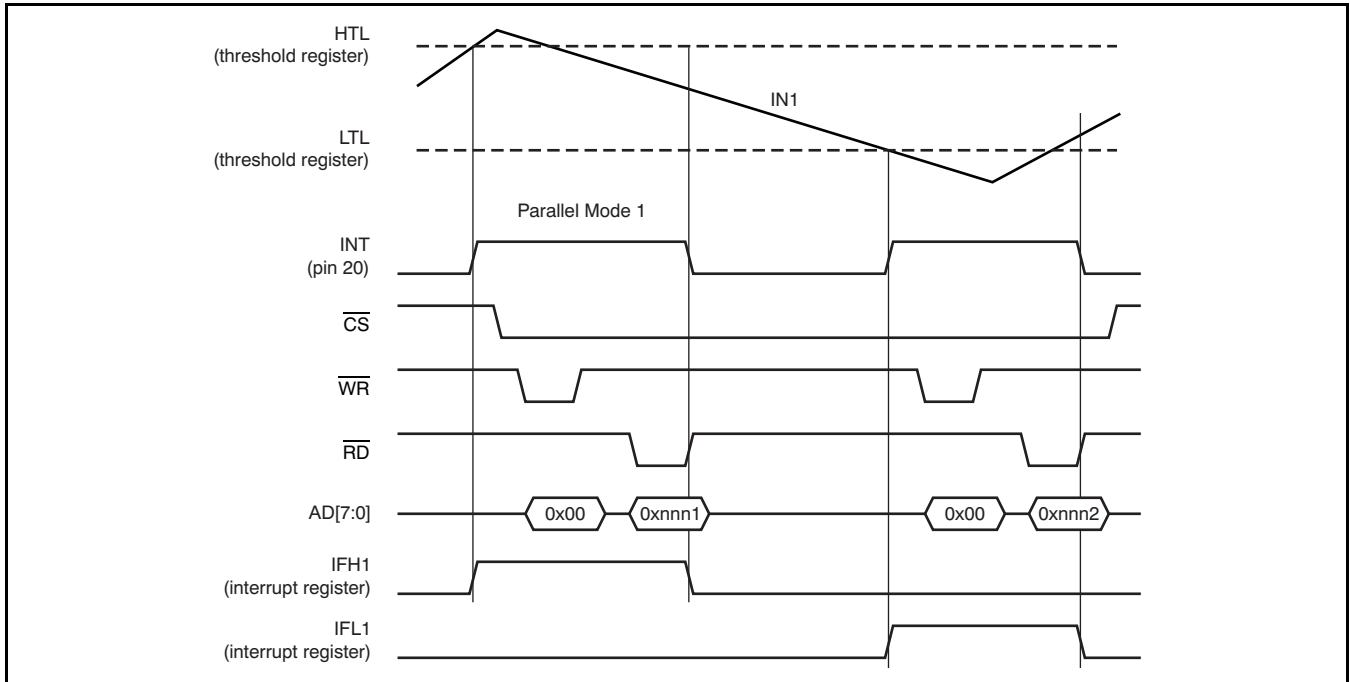 HTL
(threshold register)
IN1
LTL
(threshold register)
Parallel Mode 1
INT
(pin 20)
CS
WR
RD
AD[7:0]
0x00
0xnnn1
0x00
0xnnn2
IFH1
(interrupt register)
IFL1
(interrupt register)